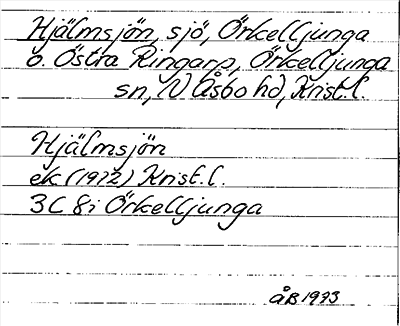 Hjälmsjön, sjö, Örkelljunga
o. Östra Ringarp, Örkelljunga
sn, N Åsbo hd, Krist. l.
Hjälmsjön
ek (1972) Krist. l.
3C 8i Örkelljunga
ÅB 1973